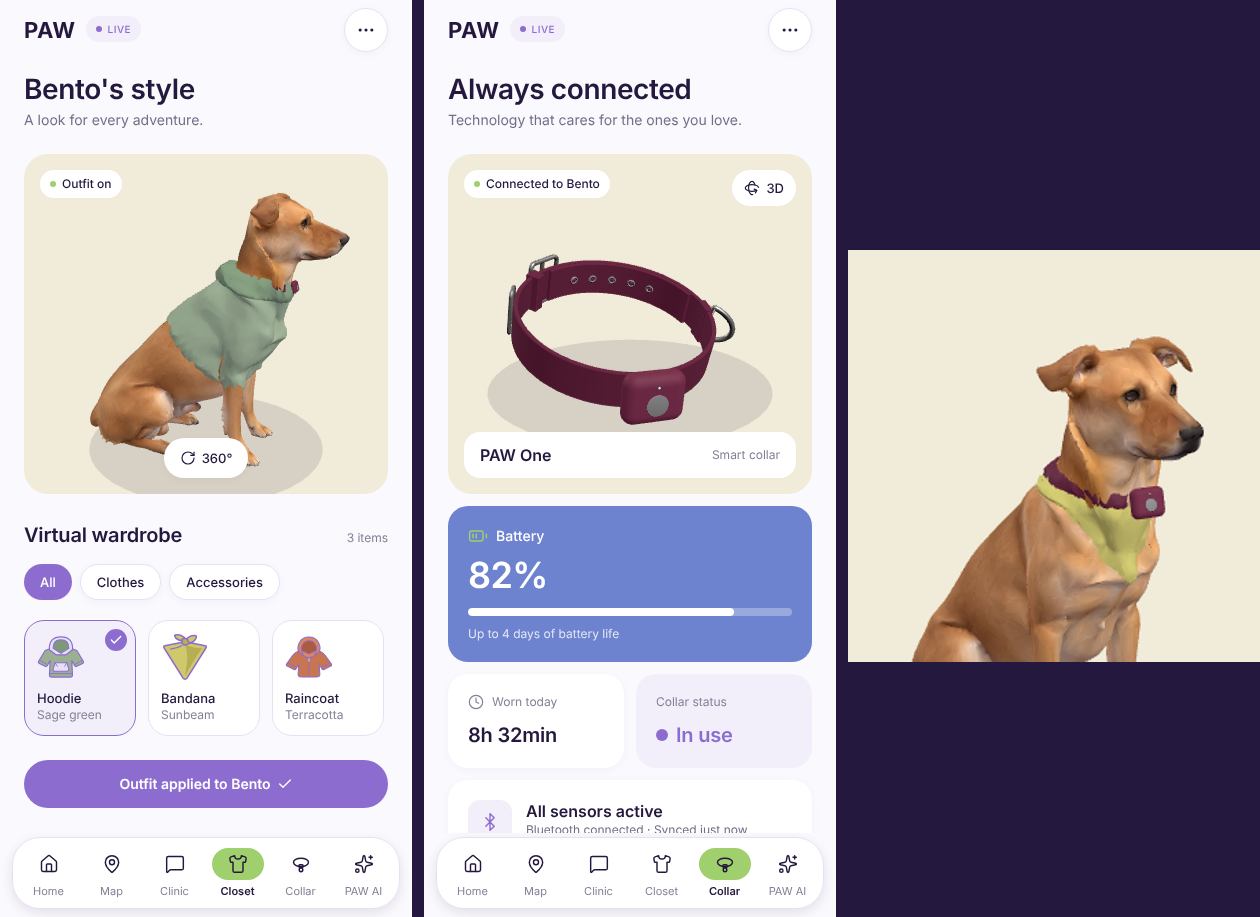 PAW
LIVE
Bento's style
A look for every adventure.
Outfit on
360°
Virtual wardrobe
3 items
All
Clothes
Accessories
Hoodie
Sage green
Bandana
Sunbeam
Raincoat
Terracotta
Outfit applied to Bento
Home
Map
Clinic
Closet
Collar
PAW AI
PAW
LIVE
Always connected
Technology that cares for the ones you love.
Connected to Bento
3D
PAW One
Smart collar
Battery
82%
Up to 4 days of battery life
Worn today
8h 32min
Collar status
In use
All sensors active
Bluetooth connected · Synced just now
Home
Map
Clinic
Closet
Collar
PAW AI